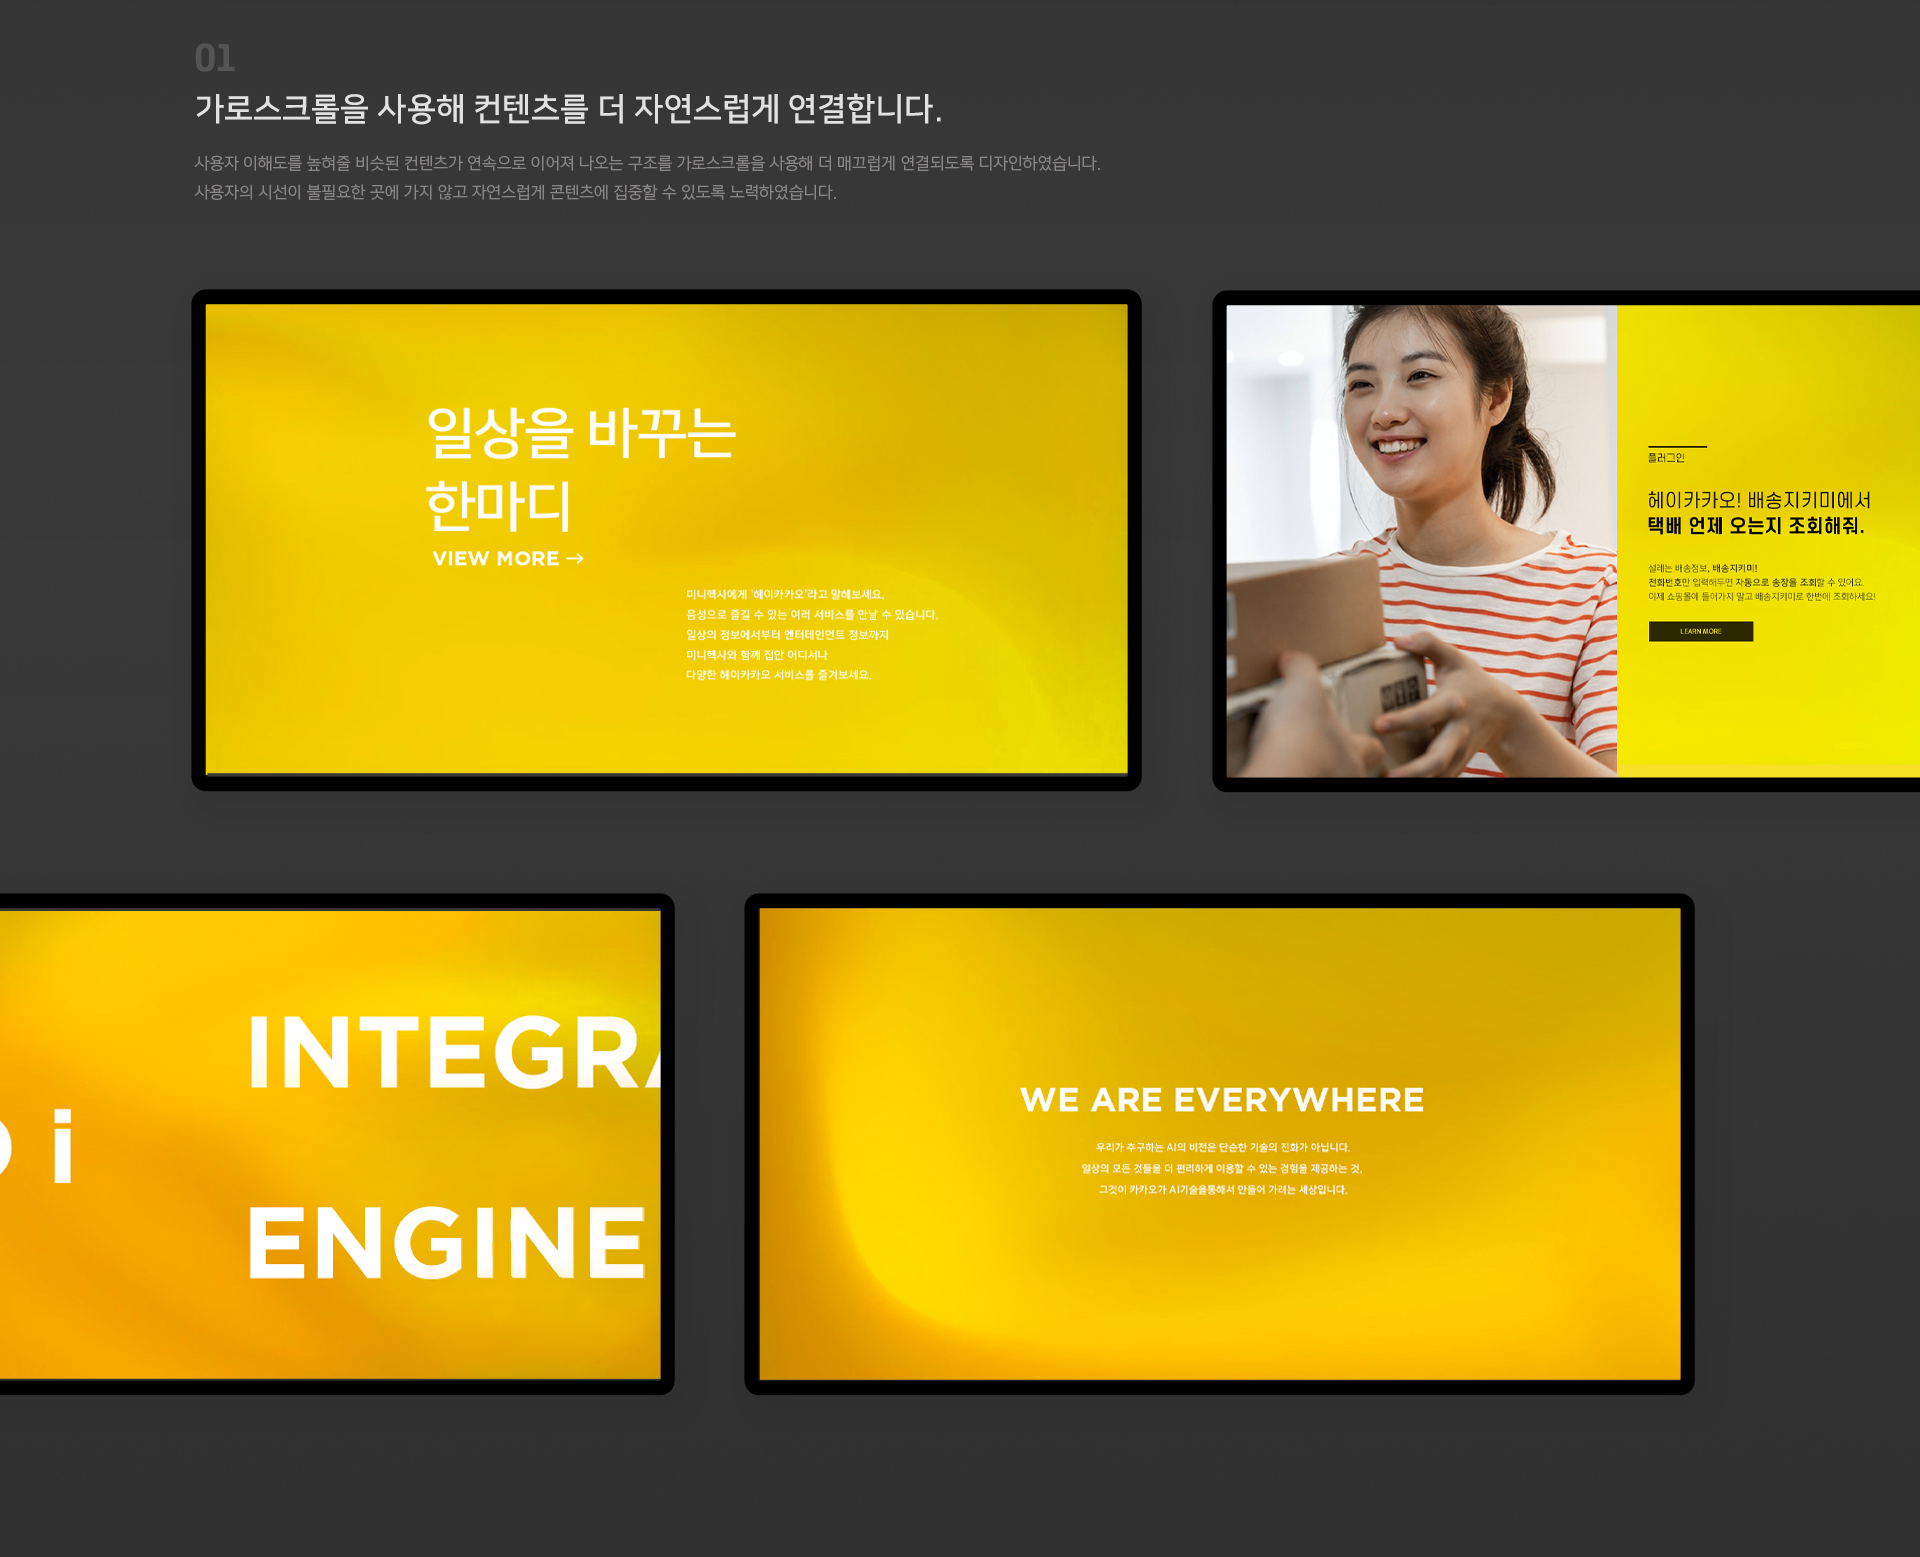 01
가로스크롤을 사용해 컨텐츠를 더 자연스럽게 연결합니다.
사용자 이해도를 높혀줄 비슷된 컨텐츠가 연속으로 이어져 나오는 구조를 가로스크롤을 사용해 더 매끄럽게 연결되도록 디자인하였습니다.
사용자의 시선이 불필요한 곳에 가지 않고 자연스럽게 콘텐츠에 집중할 수 있도록 노력하였습니다.
일상을 바꾸는
한마디
VIEW MORE →
미니헥사에게 '헤이카카오'라고 말해보세요.
음성으로 즐길 수 있는 여러 서비스를 만날 수 있습니다.
일상의 정보에서부터 엔터테인먼트 정보까지
미니헥사와 함께 집안 어디서나
다양한 헤이카카오 서비스를 즐겨보세요.
플러그인
헤이카카오! 배송지키미에서
택배 언제 오는지 조회해줘.
설레는 배송정보, 배송지키미!
전화번호만 입력해두면 자동으로 송장을 조회할 수 있어요.
이제 쇼핑몰에 들어가지 말고 배송지키미로 한번에 조회하세요!
LEARN MORE
i
INTEGRA
ENGINE
WE ARE EVERYWHERE
우리가 추구하는 AI의 비전은 단순한 기술의 진화가 아닙니다.
일상의 모든 것들을 더 편리하게 이용할 수 있는 경험을 제공하는 것,
그것이 카카오가 AI기술을통해서 만들어 가려는 세상입니다.